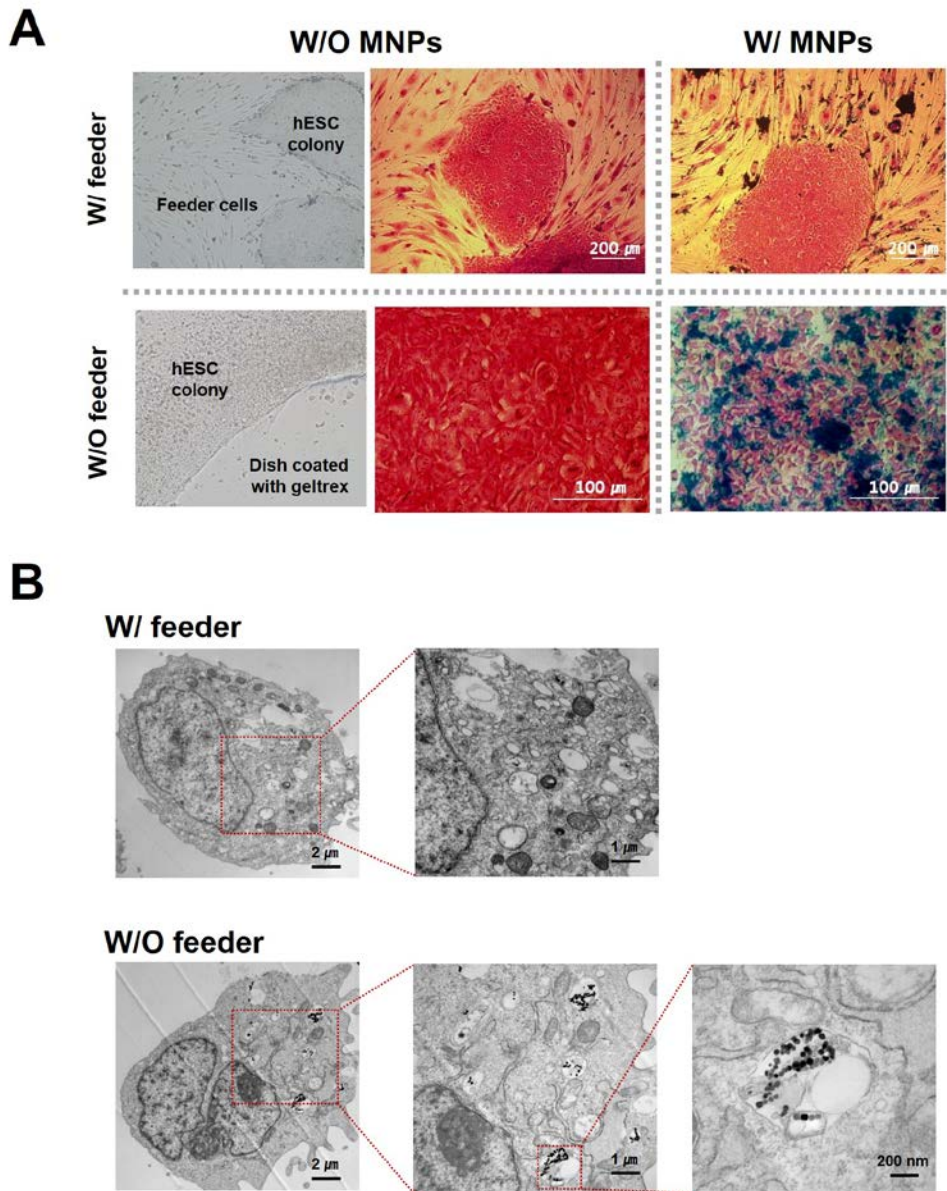 A
W/O MNPs
W/ MNPs
W/ feeder
hESC
colony
Feeder cells
200 ㎛
200 ㎛
W/O feeder
hESC
colony
Dish coated
with geltrex
100 ㎛
100 ㎛
B
W/ feeder
2 ㎛
1 ㎛
W/O feeder
2 ㎛
1 ㎛
200 nm